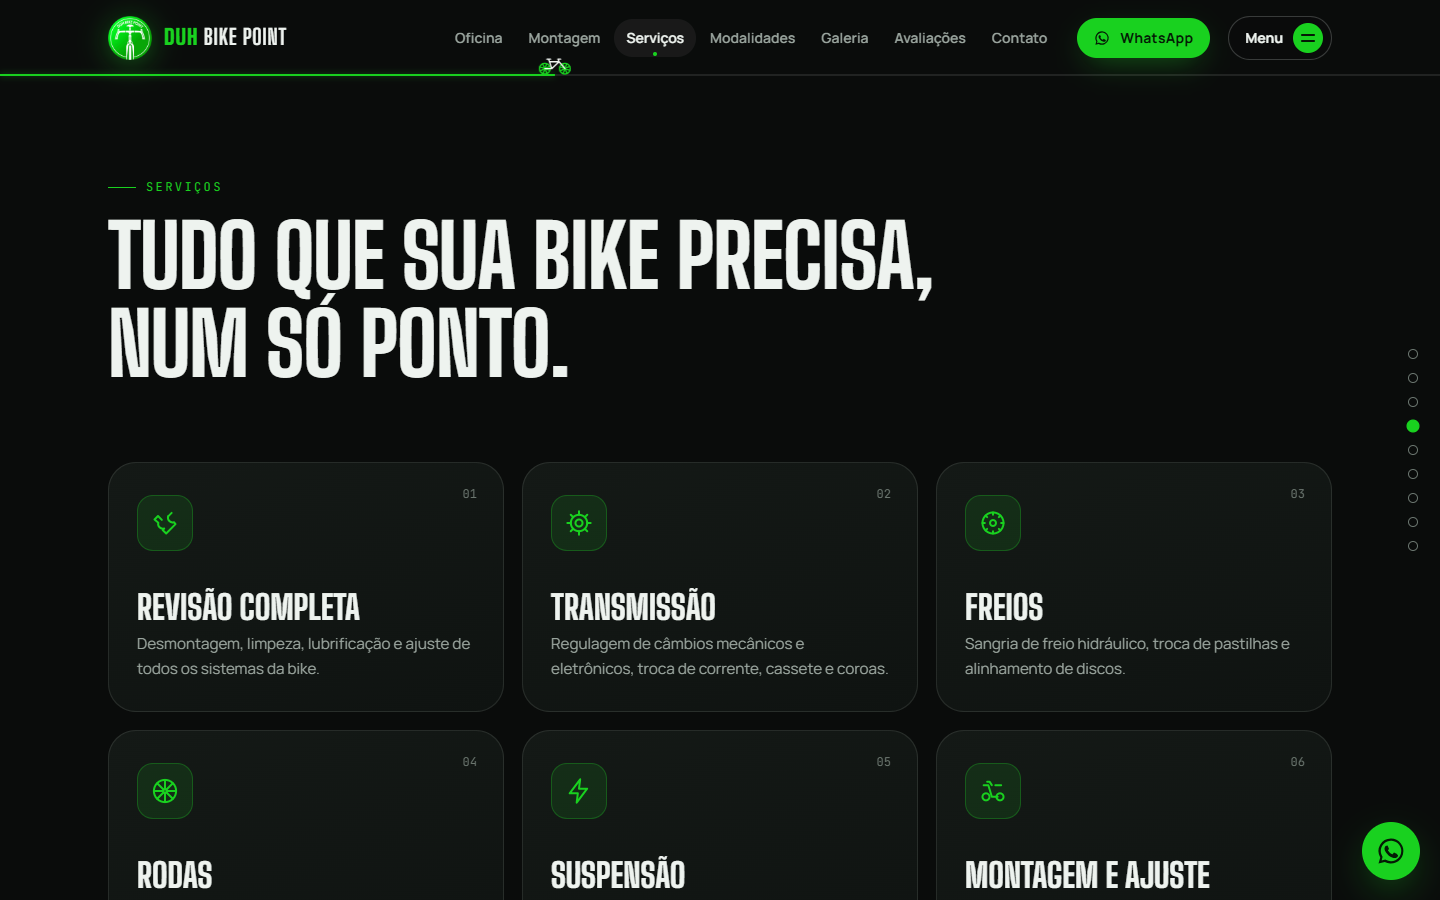 DUH BIKE POINT
Oficina
Montagem
Serviços
Modalidades
Galeria
Avaliações
Contato
WhatsApp
Menu
SERVIÇOS
TUDO QUE SUA BIKE PRECISA,
NUM SÓ PONTO.
01
REVISÃO COMPLETA
Desmontagem, limpeza, lubrificação e ajuste de
todos os sistemas da bike.
02
TRANSMISSÃO
Regulagem de câmbios mecânicos e
eletrônicos, troca de corrente, cassete e coroas.
03
FREIOS
Sangria de freio hidráulico, troca de pastilhas e
alinhamento de discos.
04
RODAS
05
SUSPENSÃO
06
MONTAGEM E AJUSTE